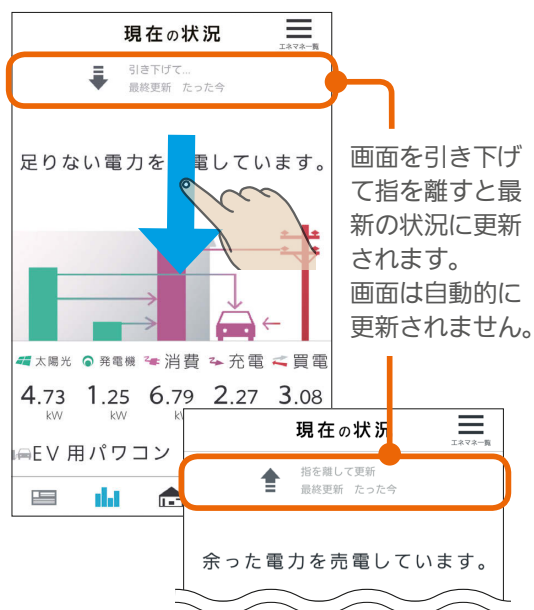 現在の状況
エネマネ一覧
引き下げて...
最終更新 たった今
足りない電力を 電しています。
太陽光 発電機 消費 充電 買電
4.73 1.25 6.79 2.27 3.08
kW kW kW
EV用パワコン
画面を引き下げ
て指を離すと最
新の状況に更新
されます。
画面は自動的に
更新されません。
現在の状況
エネマネ一覧
指を離して更新
最終更新 たった今
余った電力を売電しています。